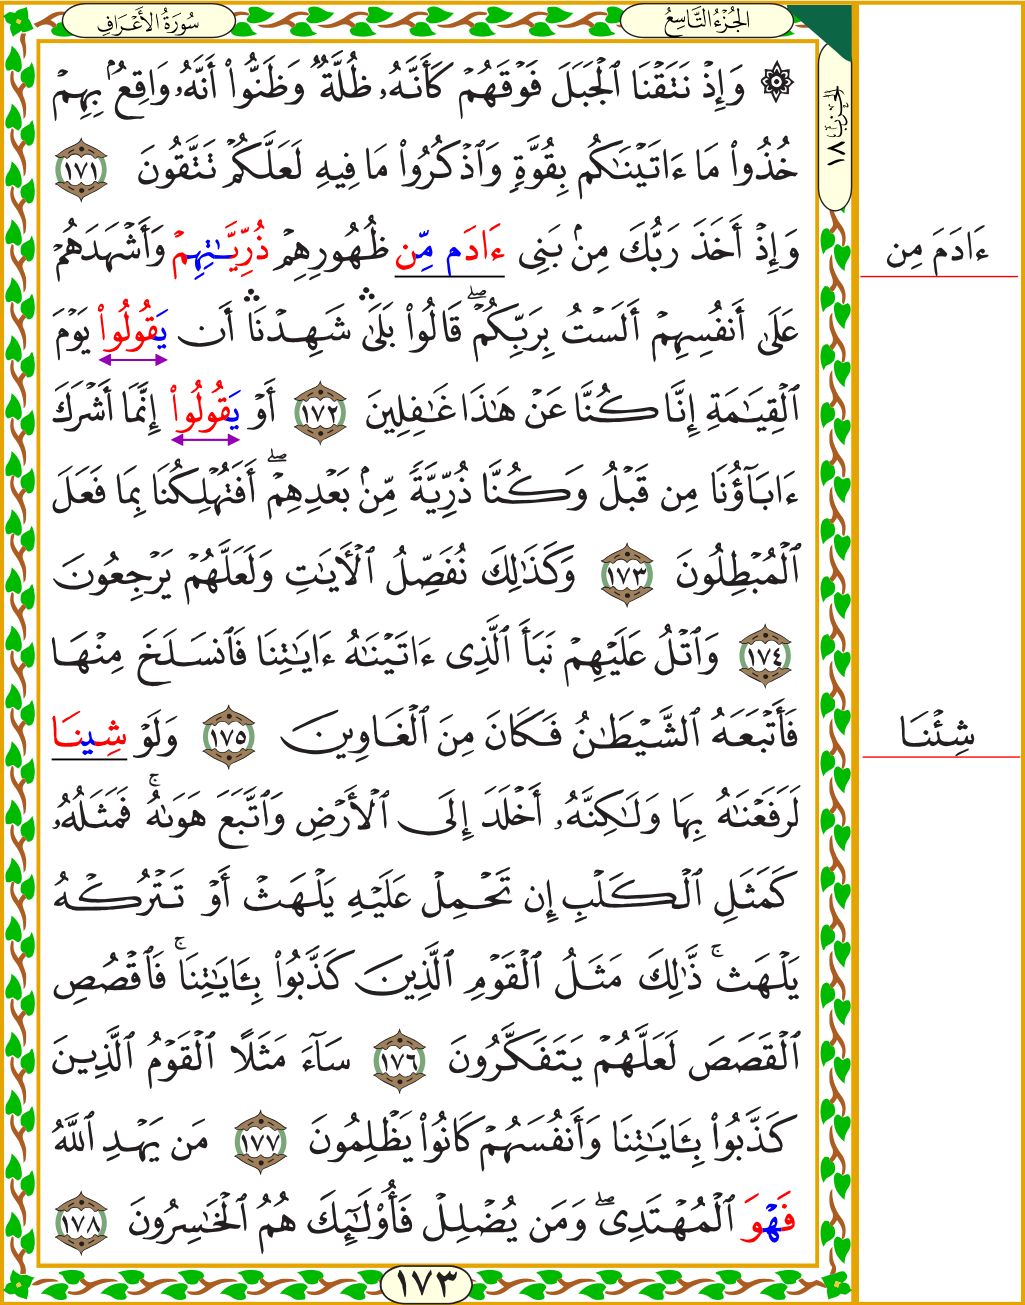 سُورَةُ الأَعْرَافِ
الجُزْءُ التَّاسِعُ
الحِزْبُ ١٨
۞ وَإِذْ نَتَقْنَا ٱلْجَبَلَ فَوْقَهُمْ كَأَنَّهُۥ ظُلَّةٌ وَظَنُّوٓا۟ أَنَّهُۥ وَاقِعٌۢ بِهِمْ
خُذُوا۟ مَا ءَاتَيْنَـٰكُم بِقُوَّةٍ وَٱذْكُرُوا۟ مَا فِيهِ لَعَلَّكُمْ تَتَّقُونَ ١٧١
وَإِذْ أَخَذَ رَبُّكَ مِنۢ بَنِىٓ ءَادَم مِّن ظُهُورِهِمْ ذُرِّيَّـٰتِهِمْ وَأَشْهَدَهُمْ
ءَادَمَ مِن
عَلَىٰٓ أَنفُسِهِمْ أَلَسْتُ بِرَبِّكُمْ ۖ قَالُوا۟ بَلَىٰ ۛ شَهِدْنَآ ۛ أَن يَقُولُوا۟ يَوْمَ
ٱلْقِيَـٰمَةِ إِنَّا كُنَّا عَنْ هَـٰذَا غَـٰفِلِينَ ١٧٢ أَوْ يَقُولُوٓا۟ إِنَّمَآ أَشْرَكَ
ءَابَآؤُنَا مِن قَبْلُ وَكُنَّا ذُرِّيَّةً مِّنۢ بَعْدِهِمْ ۖ أَفَتُهْلِكُنَا بِمَا فَعَلَ
ٱلْمُبْطِلُونَ ١٧٣ وَكَذَٰلِكَ نُفَصِّلُ ٱلْـَٔايَـٰتِ وَلَعَلَّهُمْ يَرْجِعُونَ
١٧٤ وَٱتْلُ عَلَيْهِمْ نَبَأَ ٱلَّذِىٓ ءَاتَيْنَـٰهُ ءَايَـٰتِنَا فَٱنسَلَخَ مِنْهَا
فَأَتْبَعَهُ ٱلشَّيْطَـٰنُ فَكَانَ مِنَ ٱلْغَاوِينَ ١٧٥ وَلَوْ شِينَا
شِئْنَا
لَرَفَعْنَـٰهُ بِهَا وَلَـٰكِنَّهُۥٓ أَخْلَدَ إِلَى ٱلْأَرْضِ وَٱتَّبَعَ هَوَىٰهُ ۚ فَمَثَلُهُۥ
كَمَثَلِ ٱلْكَلْبِ إِن تَحْمِلْ عَلَيْهِ يَلْهَثْ أَوْ تَتْرُكْهُ
يَلْهَث ۚ ذَّٰلِكَ مَثَلُ ٱلْقَوْمِ ٱلَّذِينَ كَذَّبُوا۟ بِـَٔايَـٰتِنَا ۚ فَٱقْصُصِ
ٱلْقَصَصَ لَعَلَّهُمْ يَتَفَكَّرُونَ ١٧٦ سَآءَ مَثَلًا ٱلْقَوْمُ ٱلَّذِينَ
كَذَّبُوا۟ بِـَٔايَـٰتِنَا وَأَنفُسَهُمْ كَانُوا۟ يَظْلِمُونَ ١٧٧ مَن يَهْدِ ٱللَّهُ
فَهْوَ ٱلْمُهْتَدِى ۖ وَمَن يُضْلِلْ فَأُو۟لَـٰٓئِكَ هُمُ ٱلْخَـٰسِرُونَ ١٧٨
١٧٣